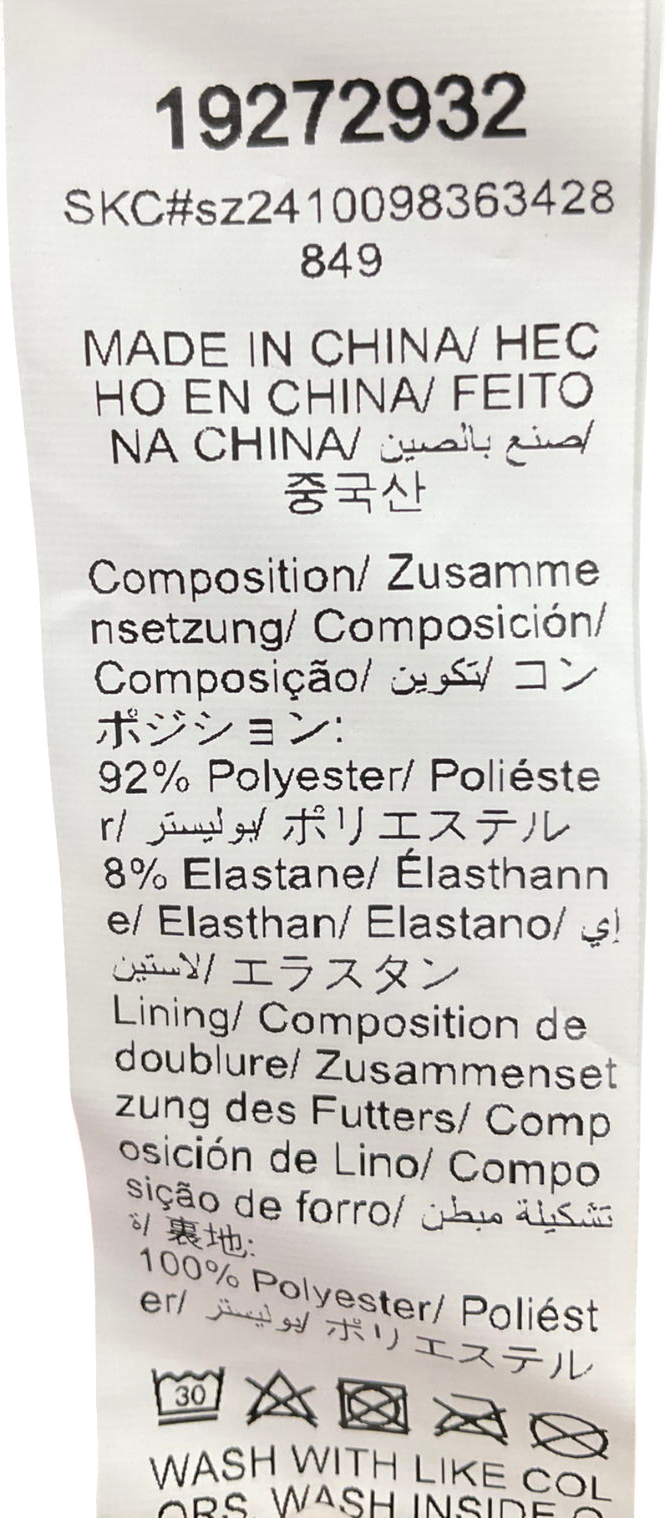 19272932
SKC#sz2410098363428
849
MADE IN CHINA/ HEC
HO EN CHINA/ FEITO
NA CHINA/ صنع بالصين/
중국산
Composition/ Zusamme
nsetzung/ Composición/
Composição/ تكوين/ コン
ポジション:
92% Polyester/ Poliéste
r/ بوليستر/ ポリエステル
8% Elastane/ Élasthann
e/ Elasthan/ Elastano/ إي
لاستين/ エラスタン
Lining/ Composition de
doublure/ Zusammenset
zung des Futters/ Comp
osición de Lino/ Compo
sição de forro/ تشكيلة مبطن
ة/ 裏地:
100% Polyester/ Poliést
er/ بوليستر/ ポリエステル
30
WASH WITH LIKE COL
ORS, WASH INSIDE O